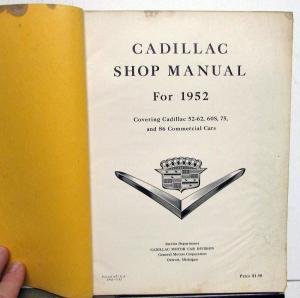 CADILLAC
SHOP MANUAL
For 1952
Covering Cadillac 52-62, 60S, 75,
and 86 Commercial Cars
Service Department
CADILLAC MOTOR CAR DIVISION
General Motors Corporation
Detroit, Michigan
Price